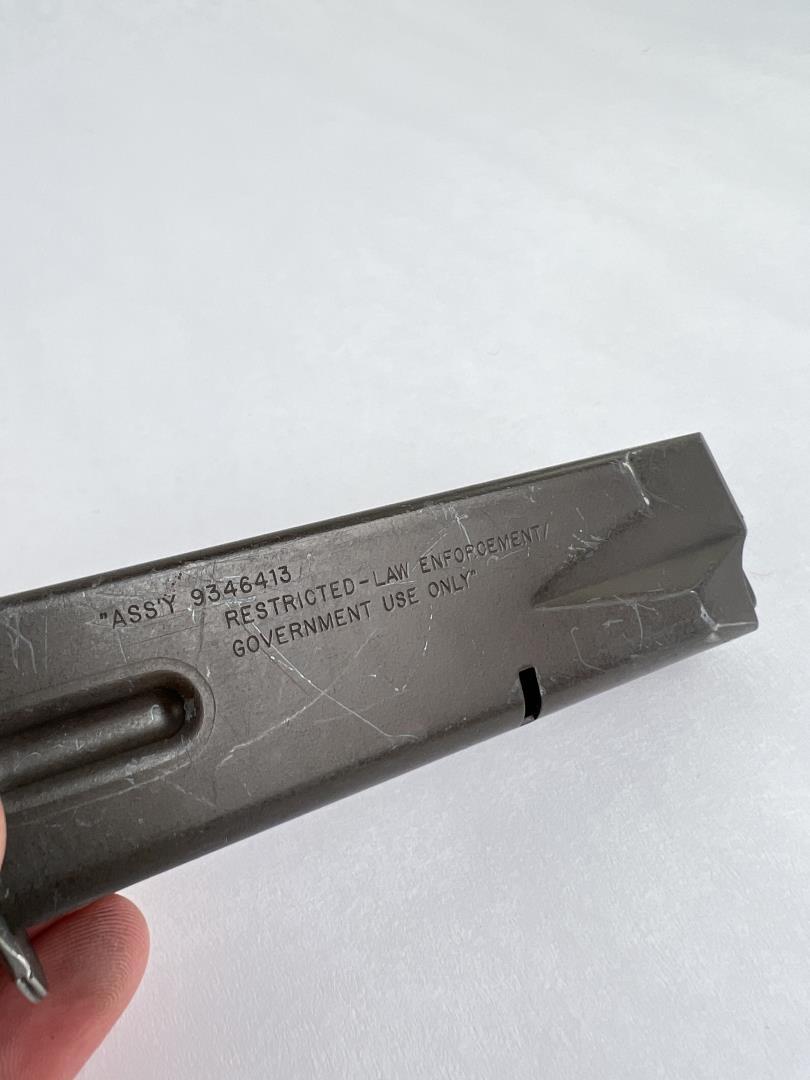 "ASS'Y 9346413
RESTRICTED-LAW ENFORCEMENT/
GOVERNMENT USE ONLY"